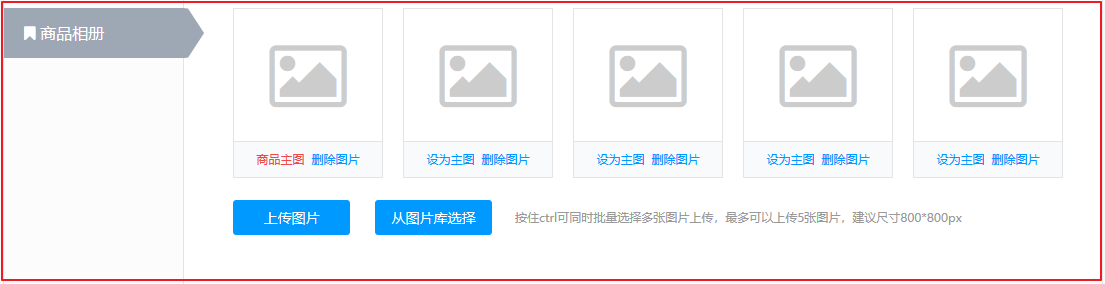 商品相册
商品主图 删除图片 设为主图 删除图片 设为主图 删除图片 设为主图 删除图片 设为主图 删除图片
上传图片 从图片库选择 按住ctrl可同时批量选择多张图片上传，最多可以上传5张图片，建议尺寸800*800px